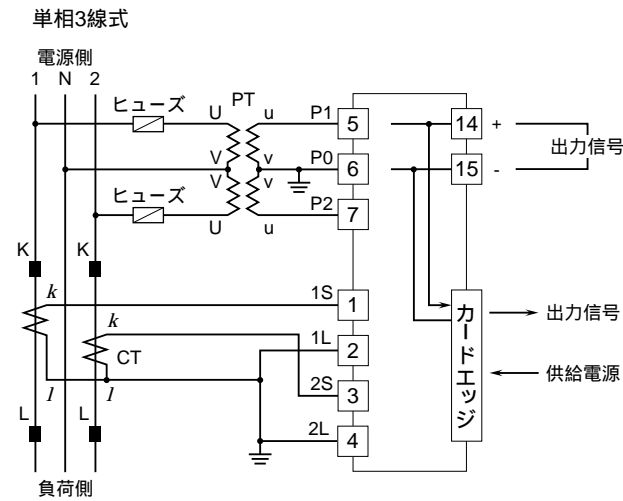 単相3線式
電源側
1 N 2
ヒューズ
PT
U u P1 5 14 +
出力信号
V v P0 6 15 -
V v
ヒューズ
P2 7
U u
K K
k 1S 1
k 1L 2
CT
カードエッジ
出力信号
供給電源
l l 2S 3
L L 2L 4
負荷側